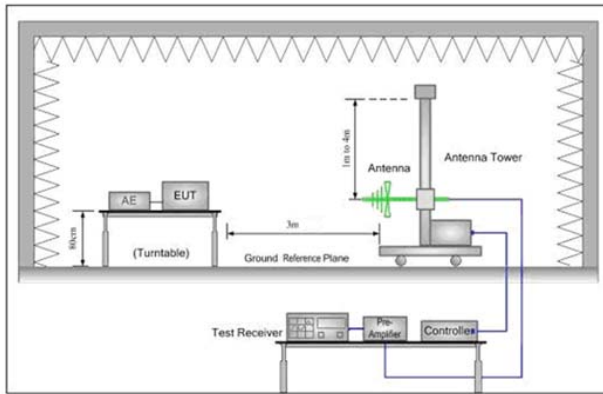 1m to 4m
Antenna
Antenna Tower
AE
EUT
80cm
3m
(Turntable)
Ground Reference Plane
Test Receiver
Pre-
Amplifier
Controller